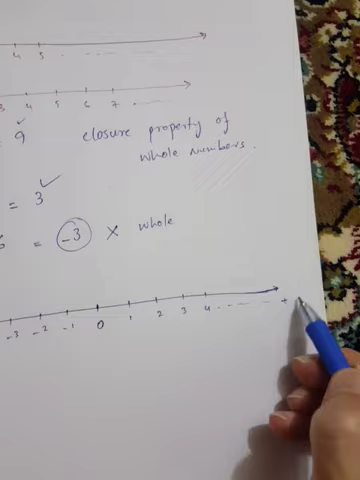 4 5 . ..........
3 4 5 6 7 ..........
= 9 ✓ closure property of
whole numbers.
= 3 ✓
= -3 × whole
-3 -2 -1 0 1 2 3 4 .......... +